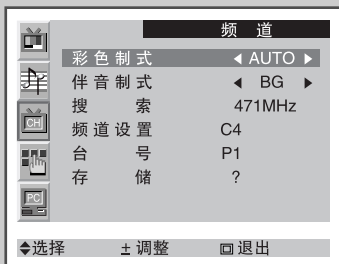 频 道
彩色制式 ◀ AUTO ▶
伴音制式 ◀ BG ▶
搜 索 471MHz
频道设置 C4
台 号 P1
存 储 ?
CH
PC
◆选择 ±调整 回退出